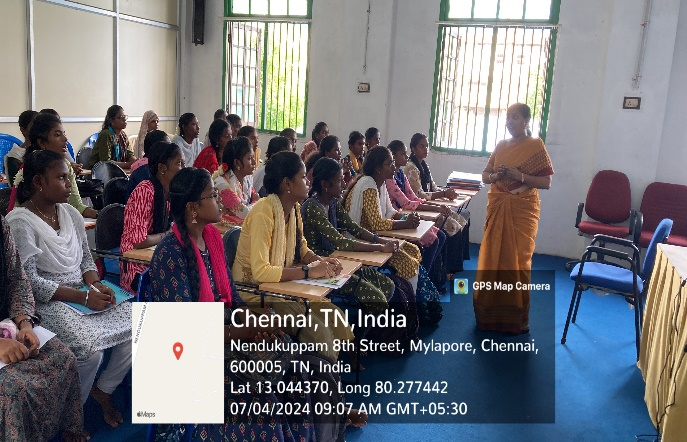 GPS Map Camera
Chennai,TN,India
Nendukuppam 8th Street, Mylapore, Chennai,
600005, TN, India
Lat 13.044370, Long 80.277442
07/04/2024 09:07 AM GMT+05:30
Maps